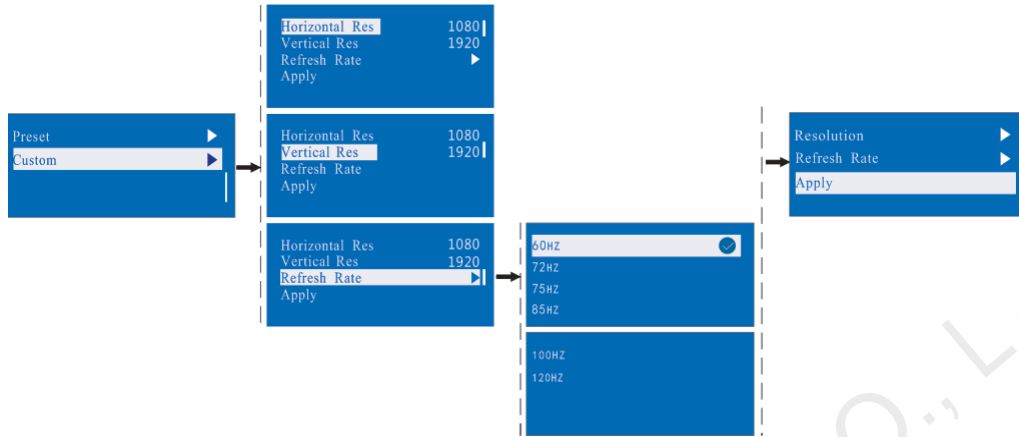 Preset
Custom
Horizontal Res 1080
Vertical Res 1920
Refresh Rate
Apply
Horizontal Res 1080
Vertical Res 1920
Refresh Rate
Apply
Horizontal Res 1080
Vertical Res 1920
Refresh Rate
Apply
60HZ
72HZ
75HZ
85HZ
100HZ
120HZ
Resolution
Refresh Rate
Apply
O., L